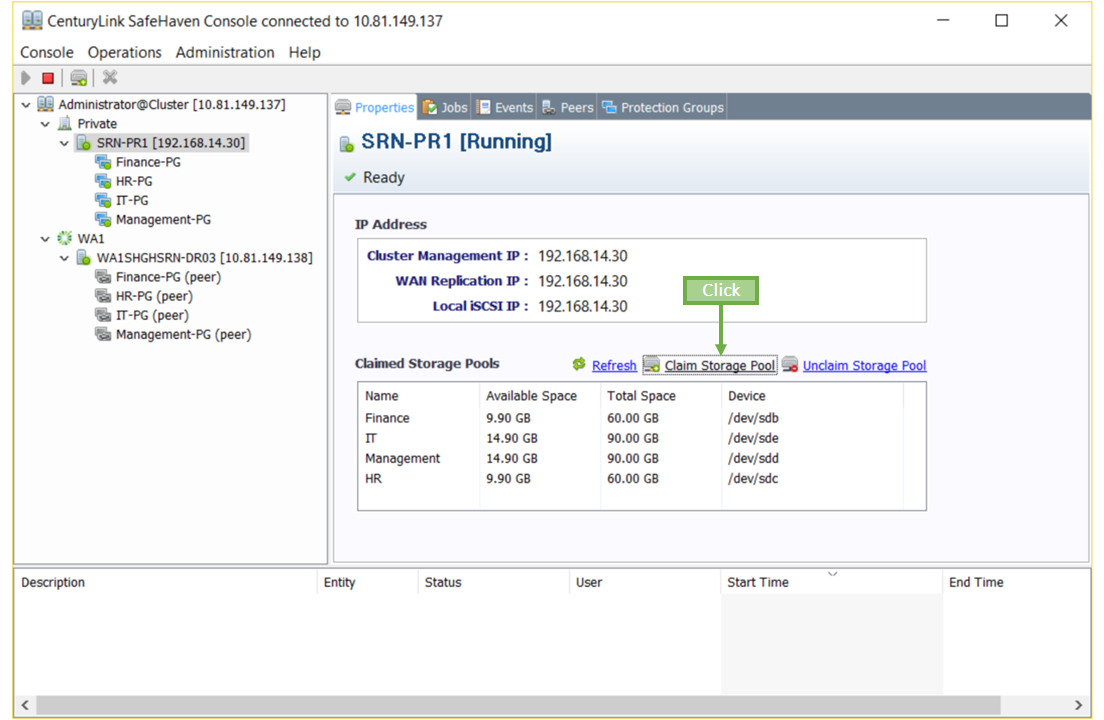 CenturyLink SafeHaven Console connected to 10.81.149.137
Console Operations Administration Help
Administrator@Cluster [10.81.149.137]
Private
SRN-PR1 [192.168.14.30]
Finance-PG
HR-PG
IT-PG
Management-PG
WA1
WA1SHGHSRN-DR03 [10.81.149.138]
Finance-PG (peer)
HR-PG (peer)
IT-PG (peer)
Management-PG (peer)
Properties Jobs Events Peers Protection Groups
SRN-PR1 [Running]
Ready
IP Address
Cluster Management IP : 192.168.14.30
WAN Replication IP : 192.168.14.30
Local iSCSI IP : 192.168.14.30
Click
Claimed Storage Pools Refresh Claim Storage Pool Unclaim Storage Pool
Name Available Space Total Space Device
Finance 9.90 GB 60.00 GB /dev/sdb
IT 14.90 GB 90.00 GB /dev/sde
Management 14.90 GB 90.00 GB /dev/sdd
HR 9.90 GB 60.00 GB /dev/sdc
Description Entity Status User Start Time End Time